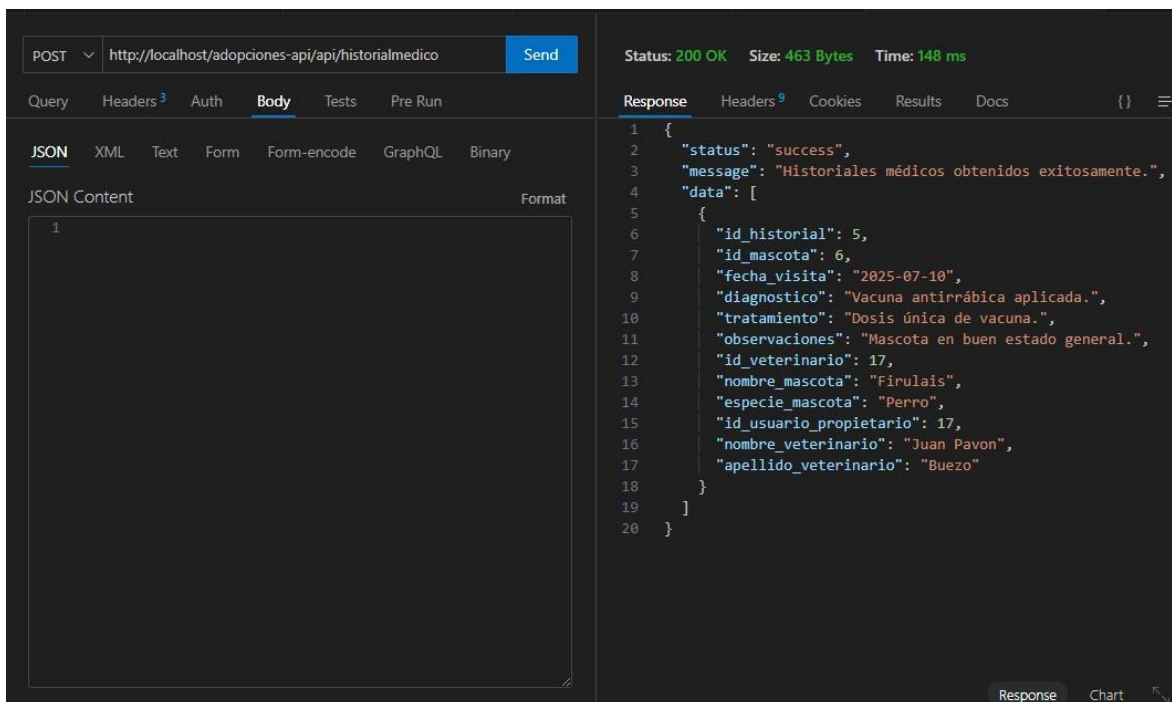 POST http://localhost/adopciones-api/api/historialmedico Send
Query Headers 3 Auth Body Tests Pre Run
JSON XML Text Form Form-encode GraphQL Binary
JSON Content Format
1
Status: 200 OK Size: 463 Bytes Time: 148 ms
Response Headers 9 Cookies Results Docs {}
1 {
2 "status": "success",
3 "message": "Historiales médicos obtenidos exitosamente.",
4 "data": [
5 {
6 "id_historial": 5,
7 "id_mascota": 6,
8 "fecha_visita": "2025-07-10",
9 "diagnostico": "Vacuna antirrábica aplicada.",
10 "tratamiento": "Dosis única de vacuna.",
11 "observaciones": "Mascota en buen estado general.",
12 "id_veterinario": 17,
13 "nombre_mascota": "Firulais",
14 "especie_mascota": "Perro",
15 "id_usuario_propietario": 17,
16 "nombre_veterinario": "Juan Pavon",
17 "apellido_veterinario": "Buezo"
18 }
19 ]
20 }
Response Chart